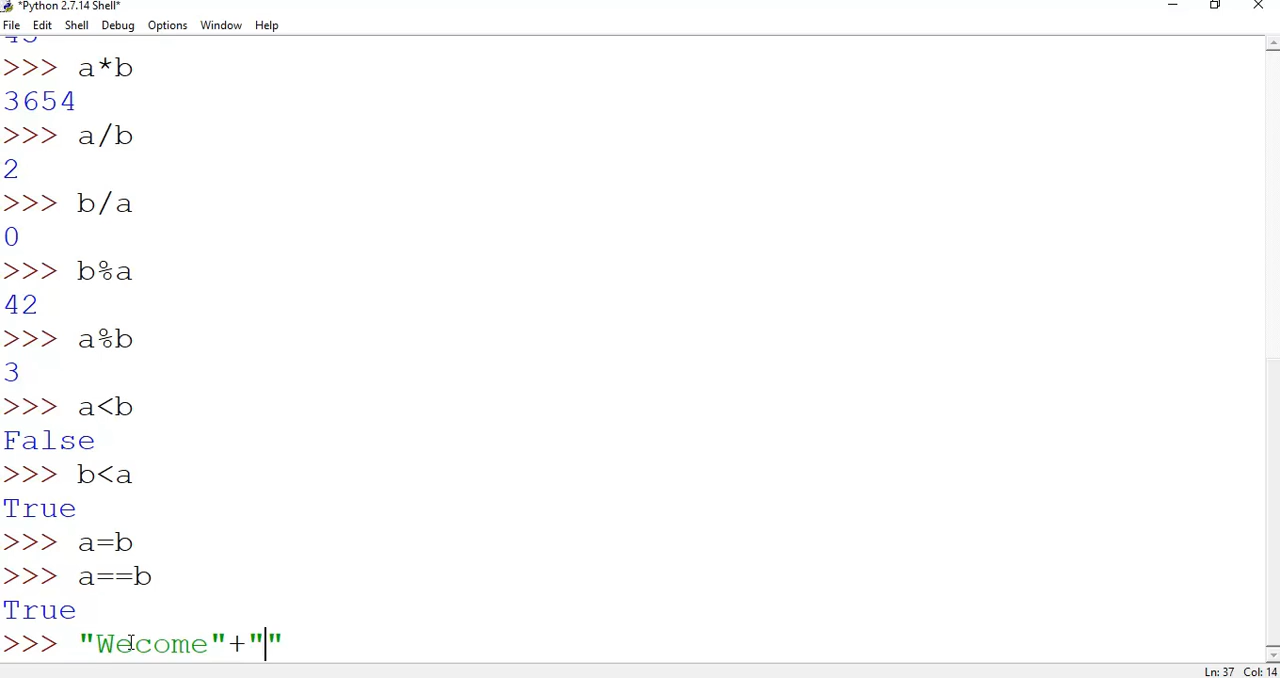 *Python 2.7.14 Shell*
File Edit Shell Debug Options Window Help
>>> a*b
3654
>>> a/b
2
>>> b/a
0
>>> b%a
42
>>> a%b
3
>>> a<b
False
>>> b<a
True
>>> a=b
>>> a==b
True
>>> "Wecome"+""
Ln: 37 Col: 14